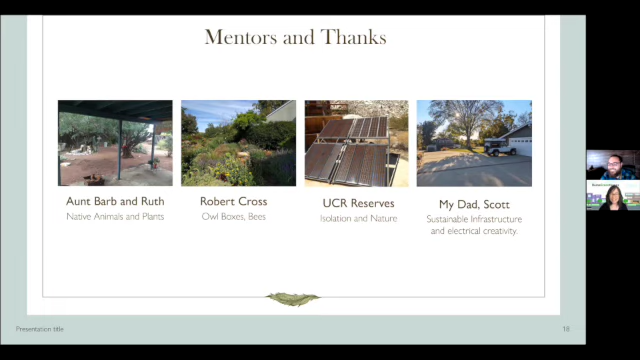 Mentors and Thanks
Aunt Barb and Ruth
Native Animals and Plants
Robert Cross
Owl Boxes, Bees
UCR Reserves
Isolation and Nature
My Dad, Scott
Sustainable Infrastructure
and electrical creativity.
Presentation title
18